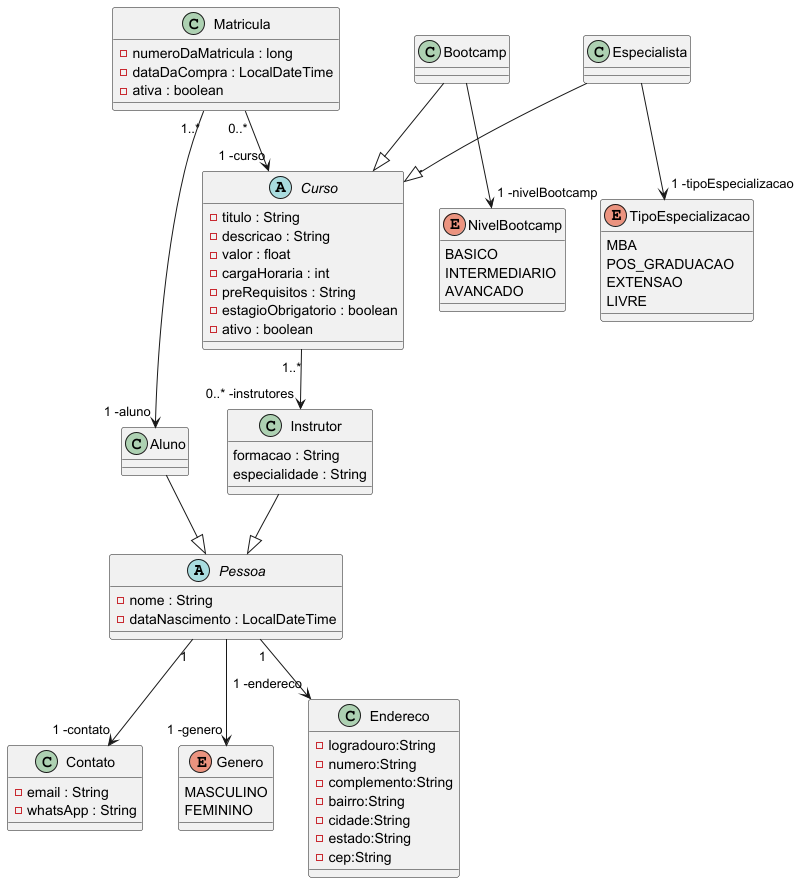 C Matricula
numeroDaMatricula : long
dataDaCompra : LocalDateTime
ativa : boolean
C Bootcamp
C Especialista
1..*
0..*
1 -curso
1 -nivelBootcamp
1 -tipoEspecializacao
A Curso
titulo : String
descricao : String
valor : float
cargaHoraria : int
preRequisitos : String
estagioObrigatorio : boolean
ativo : boolean
E NivelBootcamp
BASICO
INTERMEDIARIO
AVANCADO
E TipoEspecializacao
MBA
POS_GRADUACAO
EXTENSAO
LIVRE
1..*
0..* -instrutores
1 -aluno
C Aluno
C Instrutor
formacao : String
especialidade : String
A Pessoa
nome : String
dataNascimento : LocalDateTime
1
1
1 -endereco
1 -contato
1 -genero
C Contato
email : String
whatsApp : String
E Genero
MASCULINO
FEMININO
C Endereco
logradouro:String
numero:String
complemento:String
bairro:String
cidade:String
estado:String
cep:String